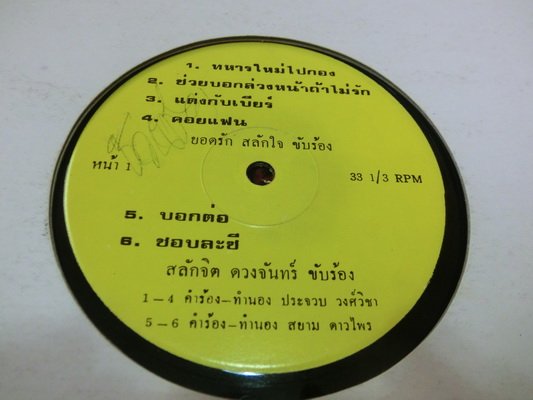 1. ทหารใหม่ไปกอง
2. ช่วยบอกล่วงหน้าถ้าไม่รัก
3. แต่งกับเบียร์
4. คอยแฟน
ยอดรัก สลักใจ ขับร้อง
หน้า 1
33 1/3 RPM
5. บอกต่อ
6. ชอบละซี
สลักจิต ดวงจันทร์ ขับร้อง
1–4 คำร้อง–ทำนอง ประจวบ วงศ์วิชา
5–6 คำร้อง–ทำนอง สยาม ดาวไพร